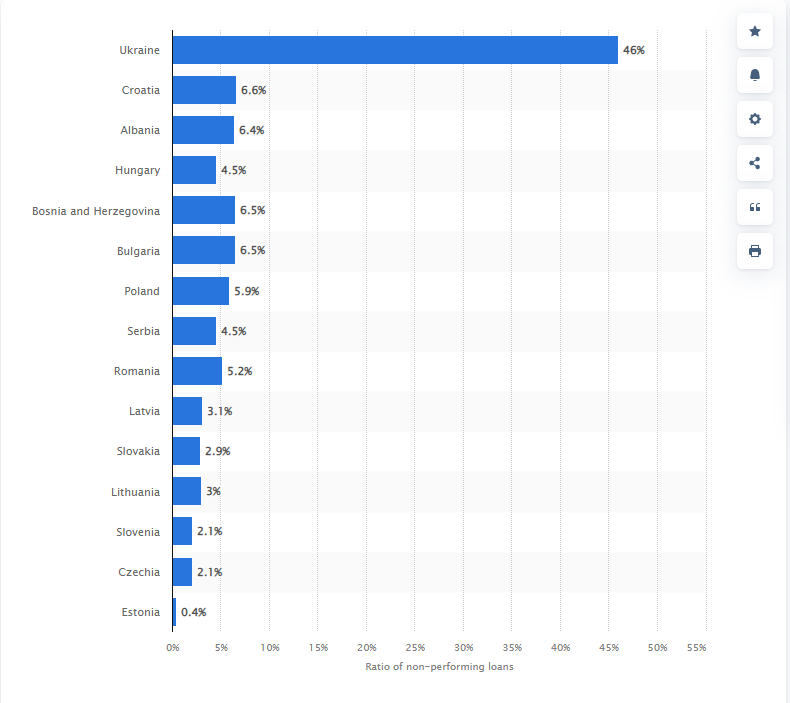 Ukraine 46%
Croatia 6.6%
Albania 6.4%
Hungary 4.5%
Bosnia and Herzegovina 6.5%
Bulgaria 6.5%
Poland 5.9%
Serbia 4.5%
Romania 5.2%
Latvia 3.1%
Slovakia 2.9%
Lithuania 3%
Slovenia 2.1%
Czechia 2.1%
Estonia 0.4%
0% 5% 10% 15% 20% 25% 30% 35% 40% 45% 50% 55%
Ratio of non-performing loans